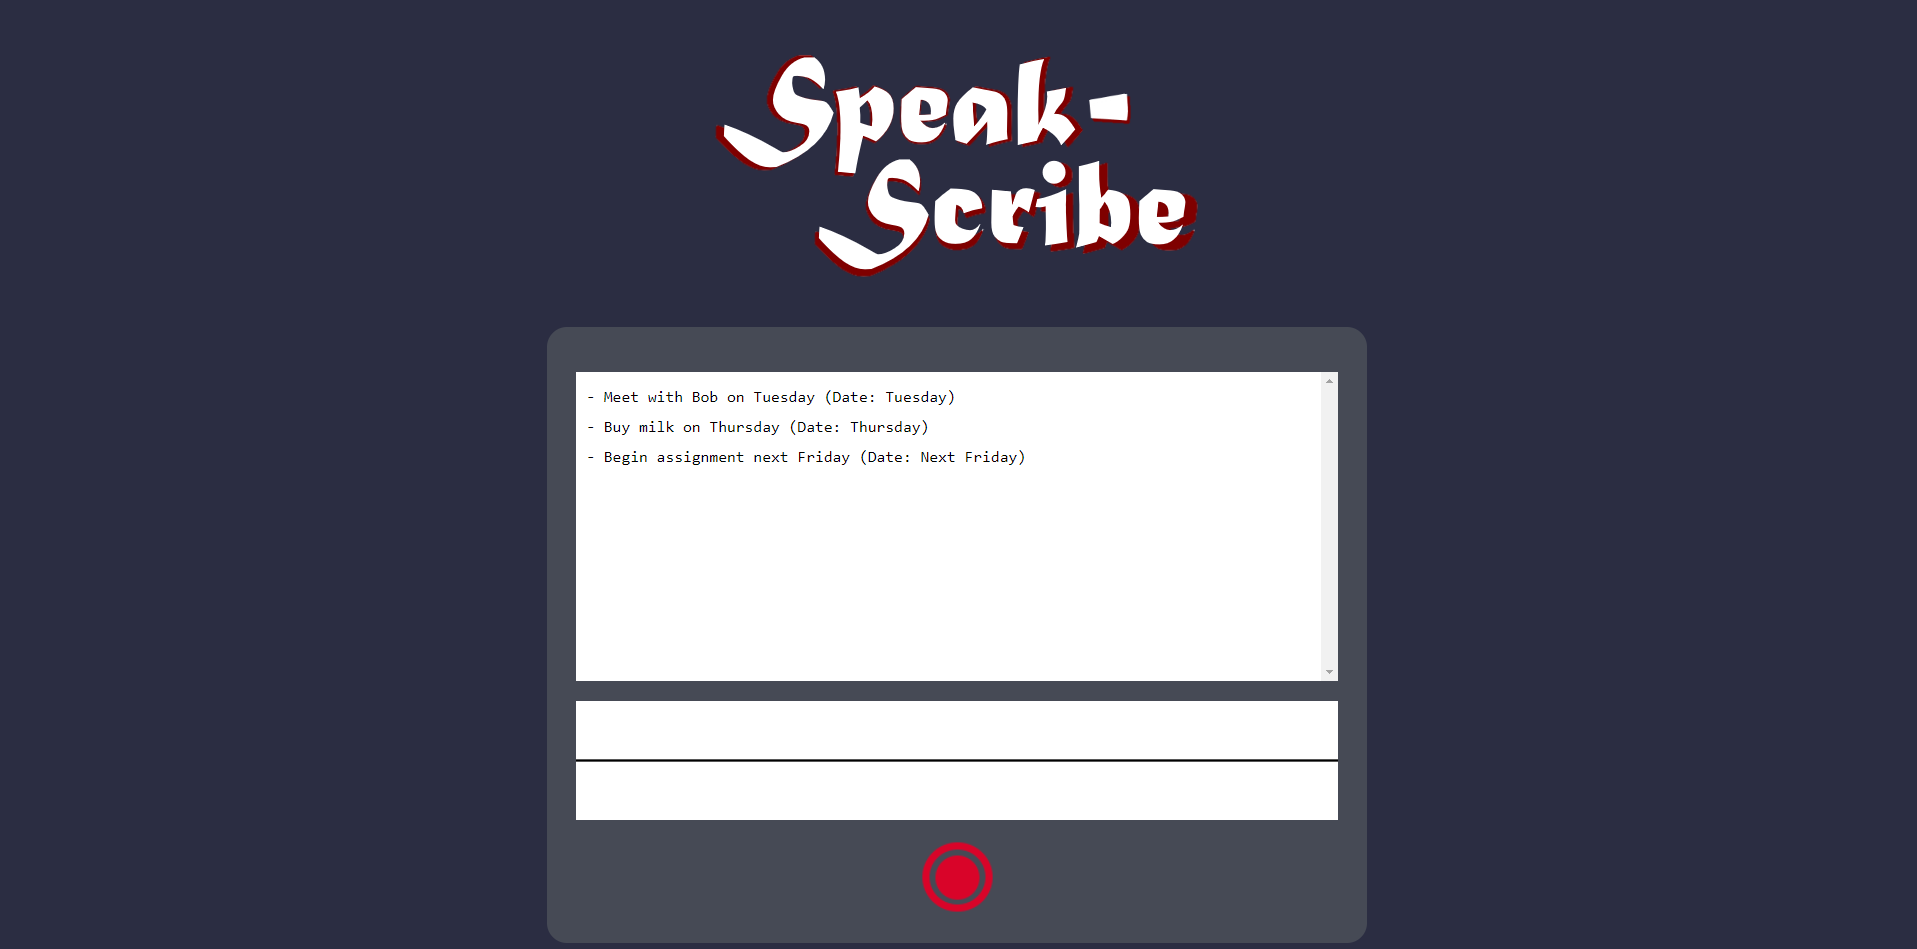 Speak-
Scribe
- Meet with Bob on Tuesday (Date: Tuesday)
- Buy milk on Thursday (Date: Thursday)
- Begin assignment next Friday (Date: Next Friday)